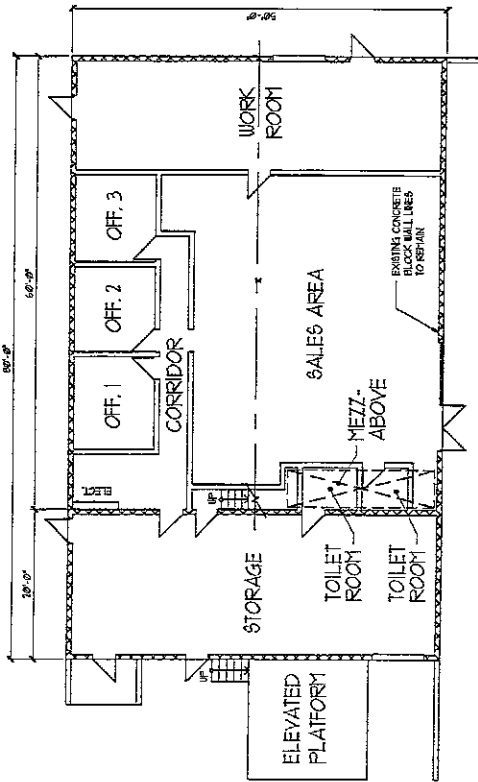 80'-0"
20'-0"
60'-0"
50'-0"
ELECT.
OFF. 1
OFF. 2
OFF. 3
CORRIDOR
WORK
ROOM
UP
STORAGE
SALES AREA
UP
MEZZ-
ABOVE
TOILET
ROOM
TOILET
ROOM
ELEVATED
PLATFORM
EXISTING CONCRETE
BLOCK WALL LINES
TO REMAIN